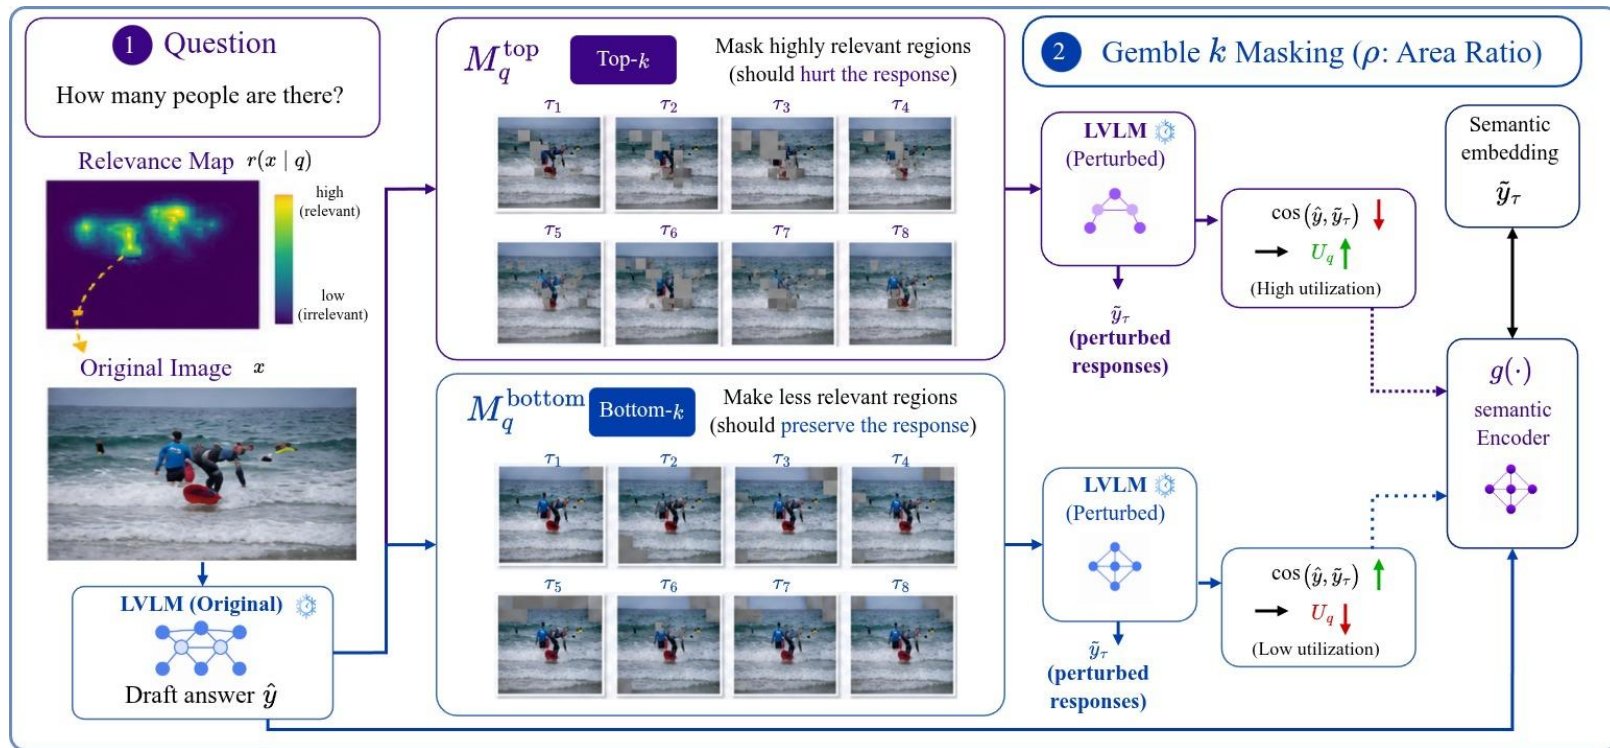 1 Question
How many people are there?
Relevance Map r(x | q)
high
(relevant)
low
(irrelevant)
Original Image x
LVLM (Original)
Draft answer ŷ
M_q^top Top-k
Mask highly relevant regions
(should hurt the response)
τ1 τ2 τ3 τ4
τ5 τ6 τ7 τ8
M_q^bottom Bottom-k
Make less relevant regions
(should preserve the response)
τ1 τ2 τ3 τ4
τ5 τ6 τ7 τ8
2 Gemble k Masking (ρ: Area Ratio)
LVLM
(Perturbed)
ỹτ
(perturbed
responses)
cos(ŷ, ỹτ) ↓
→ Uq ↑
(High utilization)
LVLM
(Perturbed)
ỹτ
(perturbed
responses)
cos(ŷ, ỹτ) ↑
→ Uq ↓
(Low utilization)
Semantic
embedding
ỹτ
g(·)
semantic
Encoder